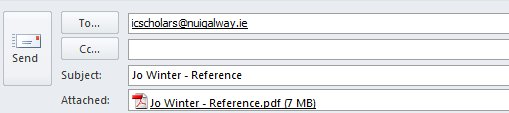 To...
icscholars@nuigalway.ie
Cc...
Send
Subject:
Jo Winter - Reference
Attached:
Jo Winter - Reference.pdf (7 MB)